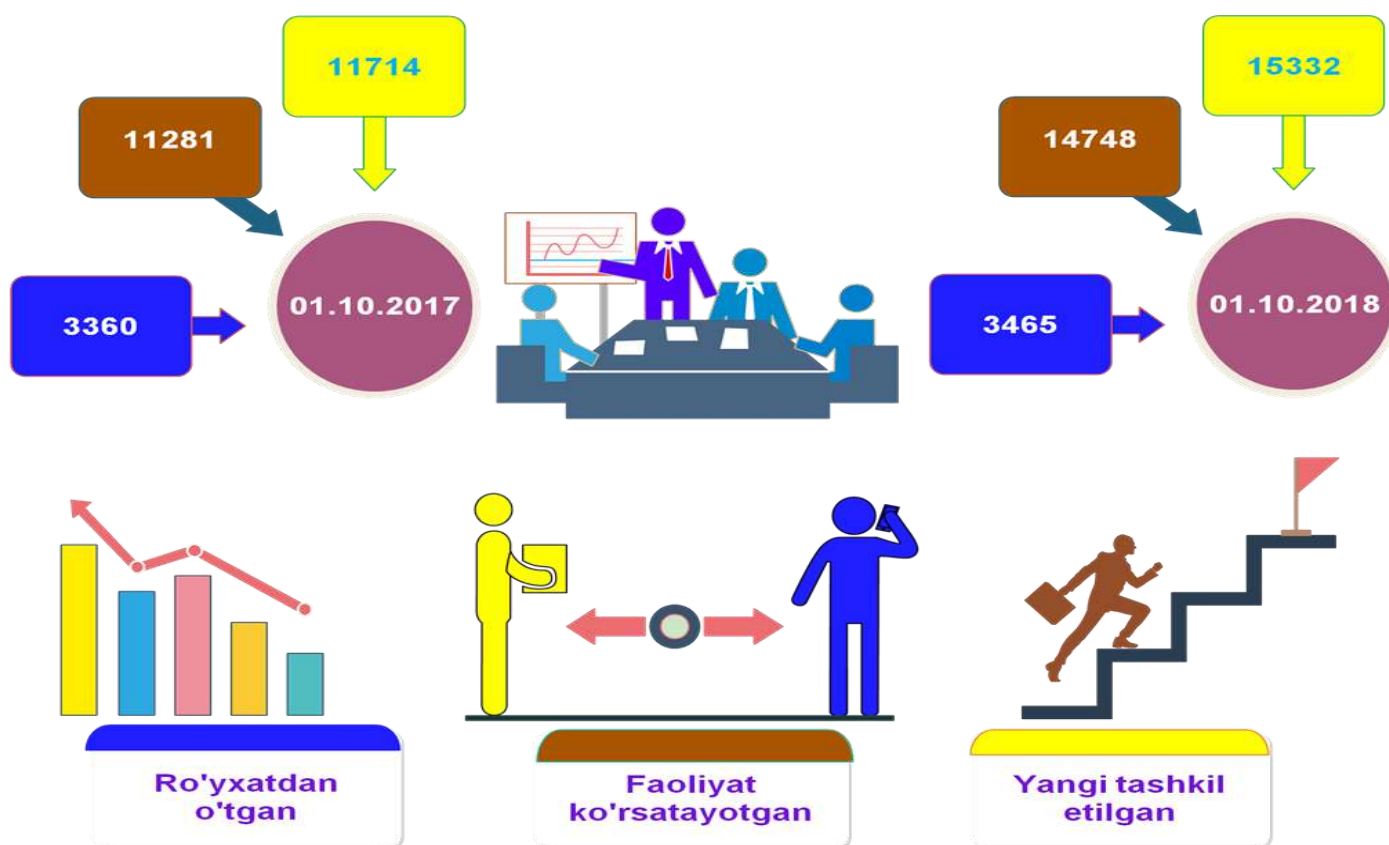 11714
15332
11281
14748
3360
01.10.2017
3465
01.10.2018
Ro'yxatdan
o'tgan
Faoliyat
ko'rsatayotgan
Yangi tashkil
etilgan